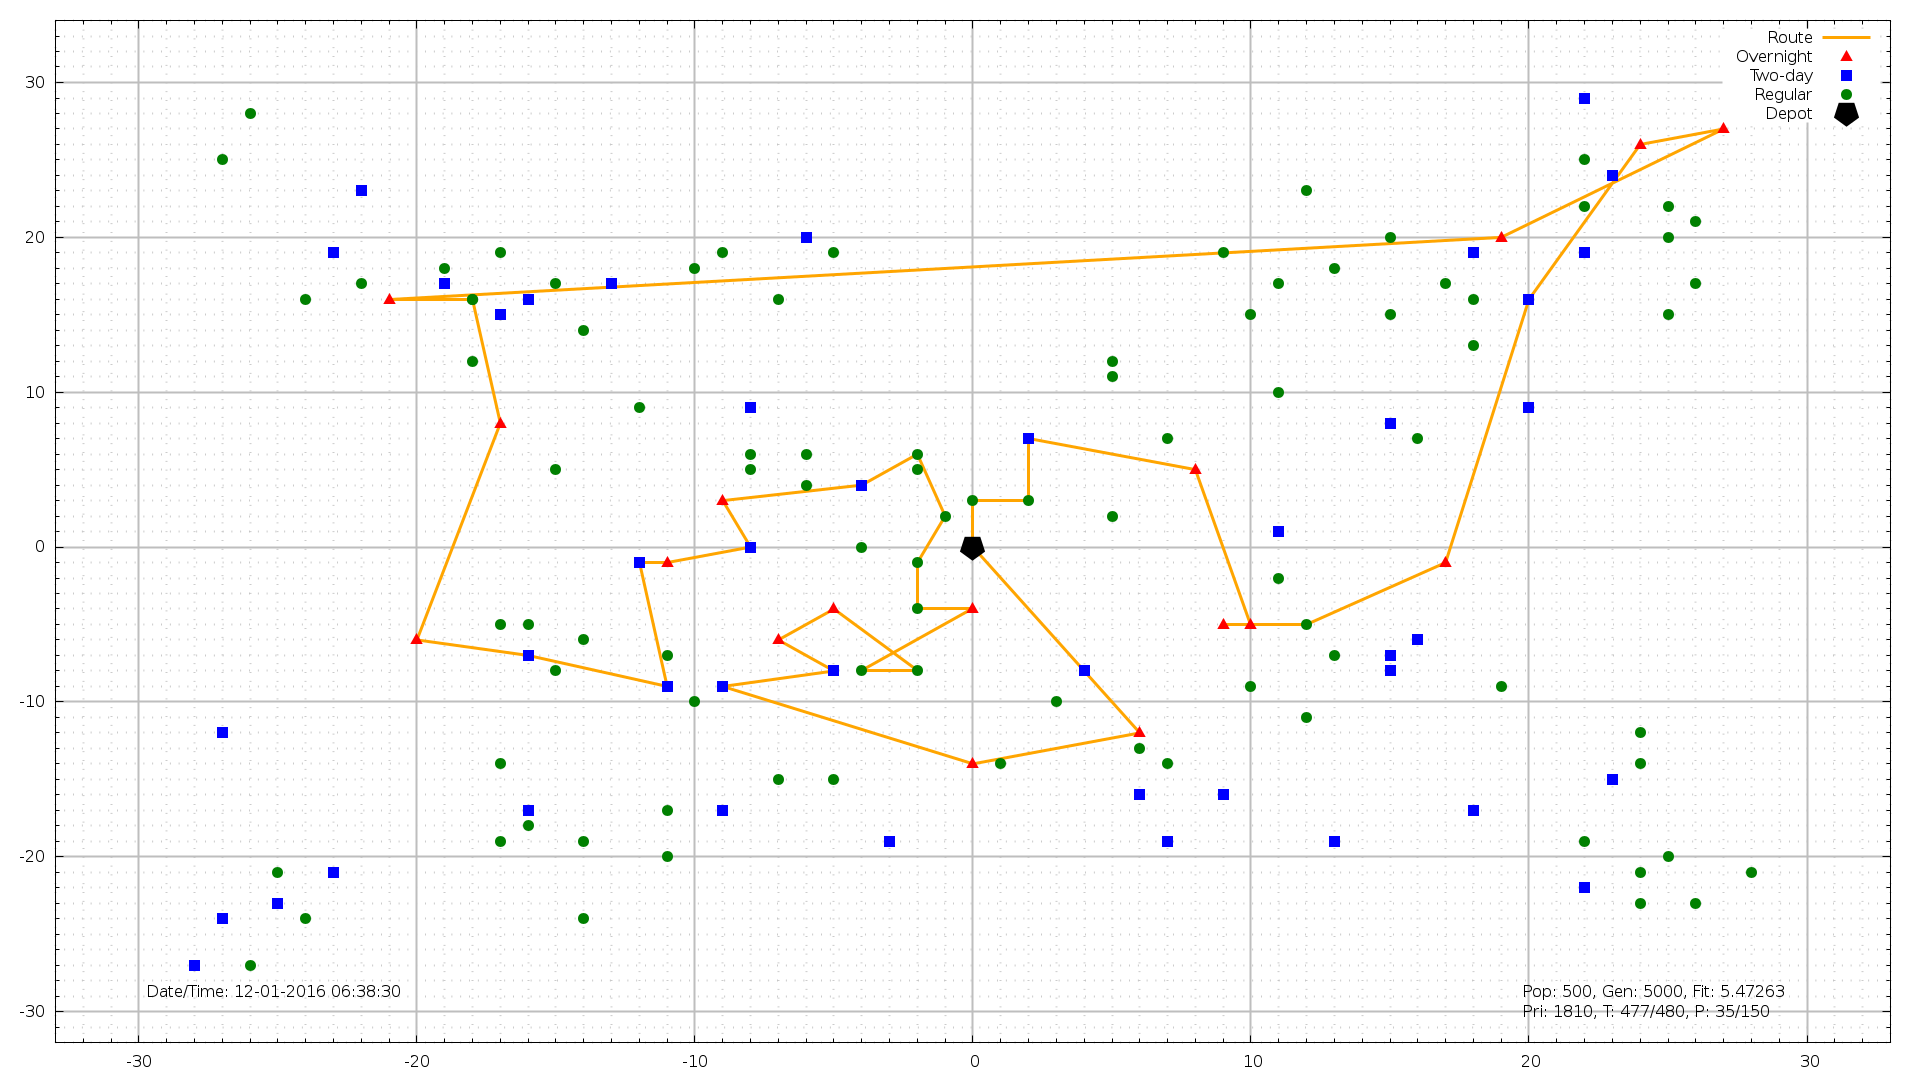 Route
Overnight
Two-day
Regular
Depot
30
20
10
0
-10
-20
-30
Date/Time: 12-01-2016 06:38:30
Pop: 500, Gen: 5000, Fit: 5.47263
Pri: 1810, T: 477/480, P: 35/150
-30 -20 -10 0 10 20 30